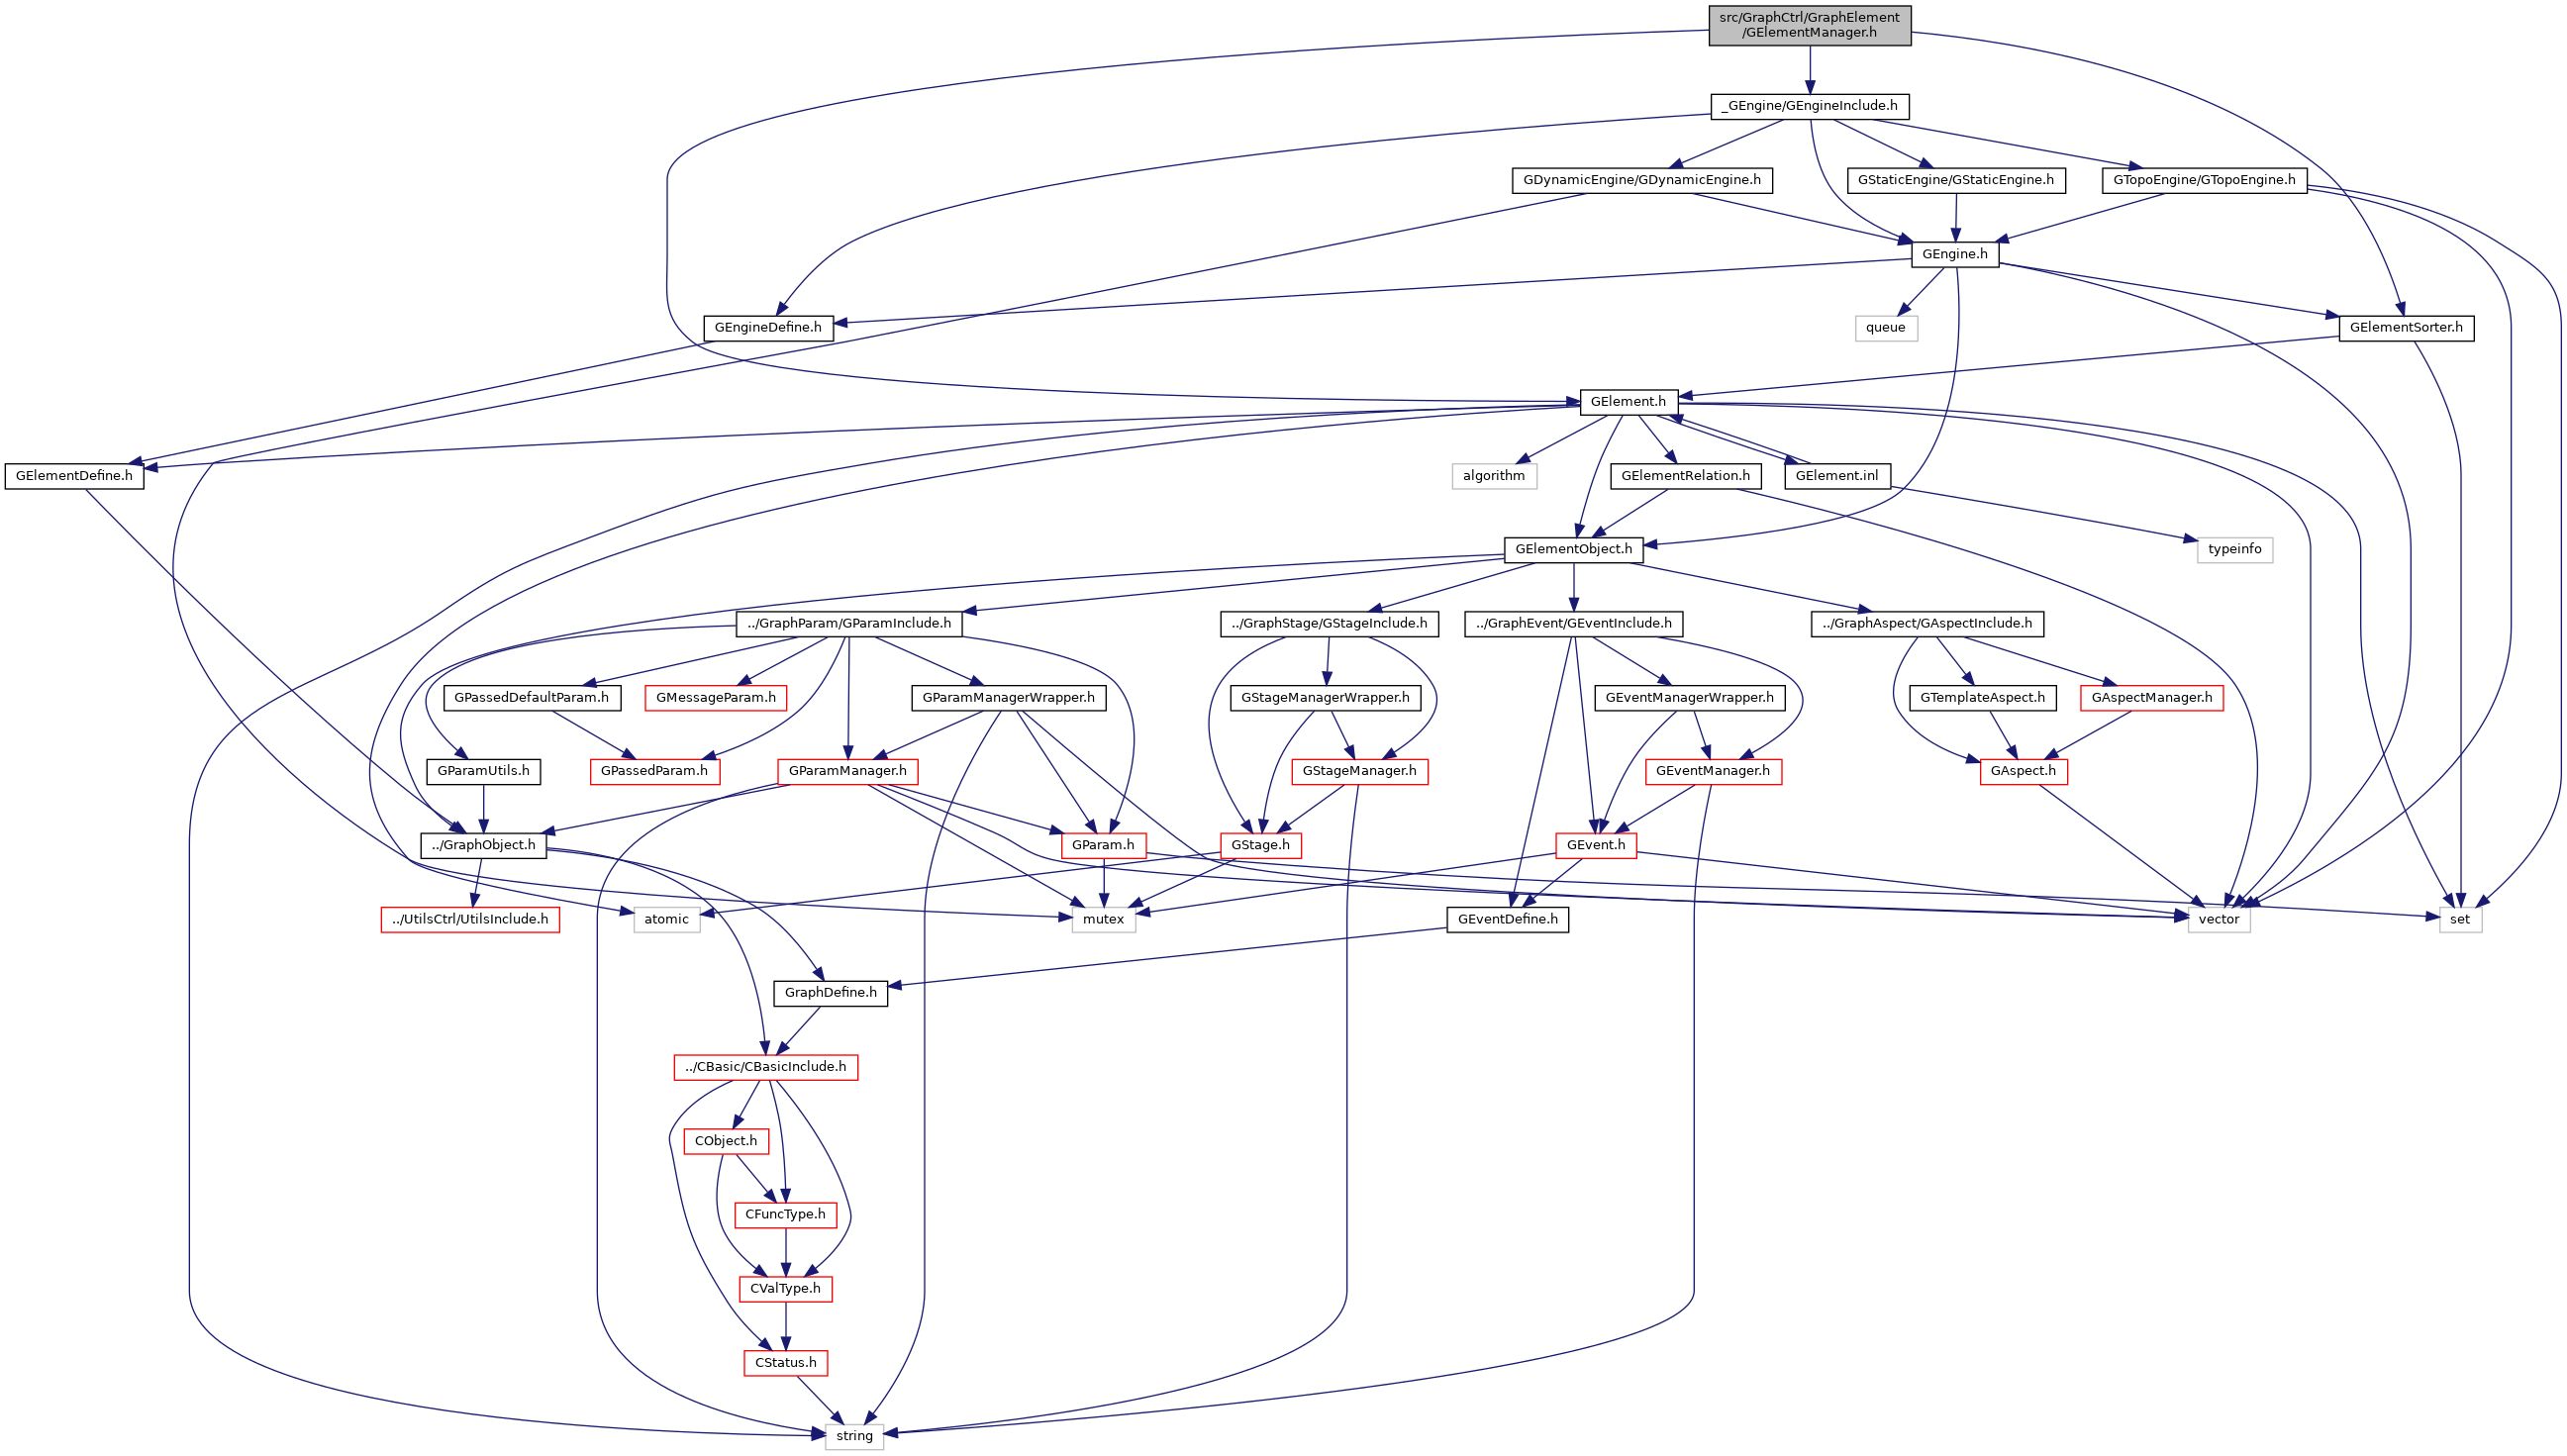 src/GraphCtrl/GraphElement
/GElementManager.h
_GEngine/GEngineInclude.h
GDynamicEngine/GDynamicEngine.h
GStaticEngine/GStaticEngine.h
GTopoEngine/GTopoEngine.h
GEngine.h
GEngineDefine.h
queue
GElementSorter.h
GElement.h
GElementDefine.h
algorithm
GElementRelation.h
GElement.inl
GElementObject.h
typeinfo
../GraphParam/GParamInclude.h
../GraphStage/GStageInclude.h
../GraphEvent/GEventInclude.h
../GraphAspect/GAspectInclude.h
GPassedDefaultParam.h
GMessageParam.h
GParamManagerWrapper.h
GStageManagerWrapper.h
GEventManagerWrapper.h
GTemplateAspect.h
GAspectManager.h
GParamUtils.h
GPassedParam.h
GParamManager.h
GStageManager.h
GEventManager.h
GAspect.h
../GraphObject.h
GParam.h
GStage.h
GEvent.h
../UtilsCtrl/UtilsInclude.h
atomic
mutex
GEventDefine.h
vector
set
GraphDefine.h
../CBasic/CBasicInclude.h
CObject.h
CFuncType.h
CValType.h
CStatus.h
string